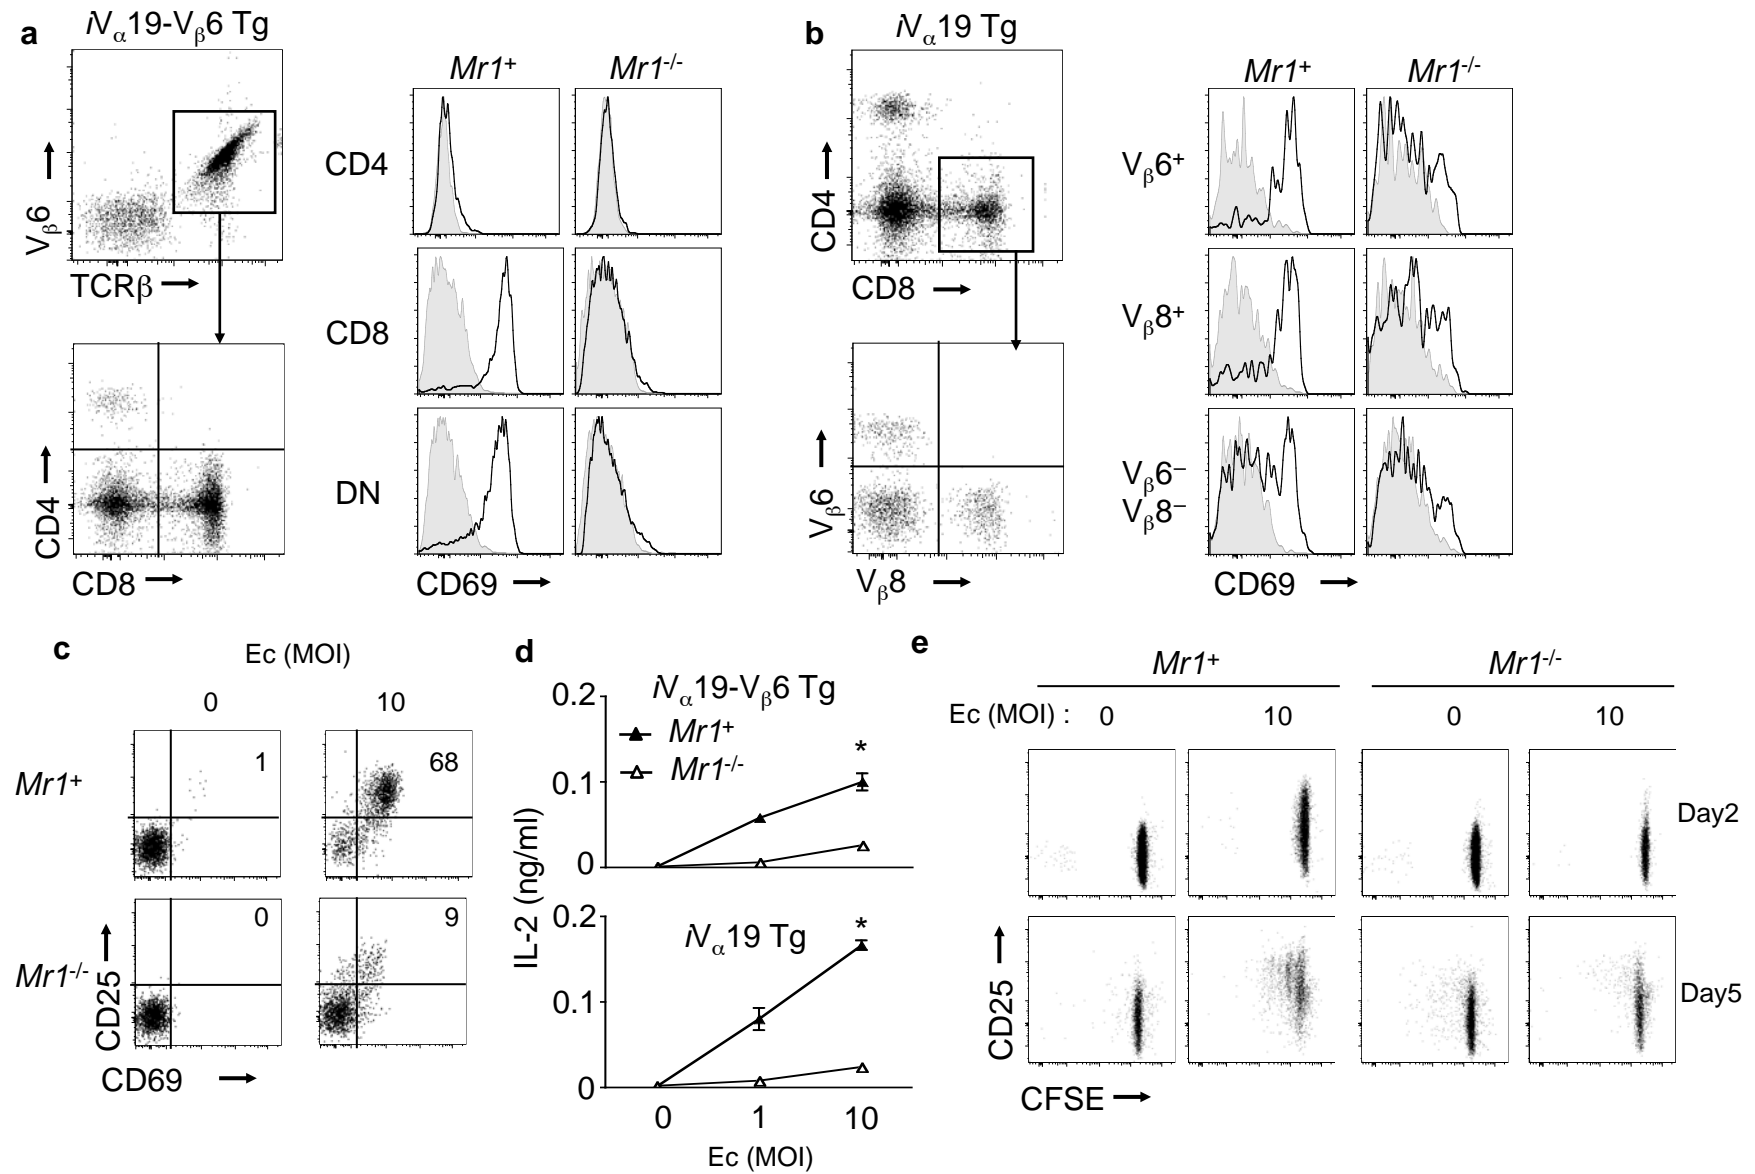 a
iVα19-Vβ6 Tg
Vβ6
TCRβ
CD4
CD8
Mr1+ Mr1-/-
CD4
CD8
DN
CD69
b
iVα19 Tg
CD4
CD8
Vβ6
Vβ8
Mr1+ Mr1-/-
Vβ6+
Vβ8+
Vβ6–
Vβ8–
CD69
c
Ec (MOI)
0 10
Mr1+ 1 68
Mr1-/- 0 9
CD25
CD69
d
iVα19-Vβ6 Tg
Mr1+
Mr1-/-
*
0.2
0.1
0
IL-2 (ng/ml)
iVα19 Tg
*
0.2
0.1
0
0 1 10
Ec (MOI)
e
Mr1+ Mr1-/-
Ec (MOI) : 0 10 0 10
Day2
Day5
CD25
CFSE